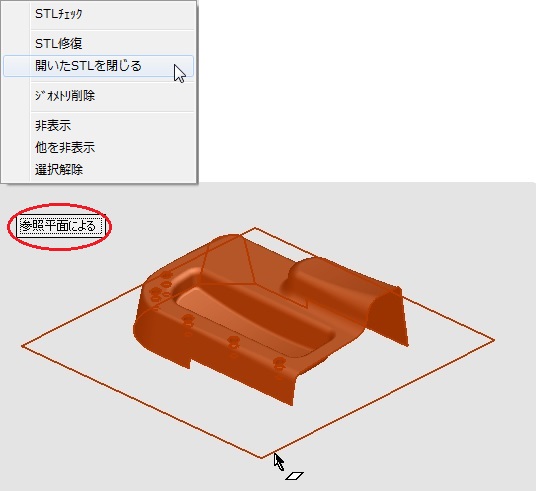 STLﾁｪｯｸ
STL修復
開いたSTLを閉じる
ｼﾞｵﾒﾄﾘ削除
非表示
他を非表示
選択解除
参照平面による